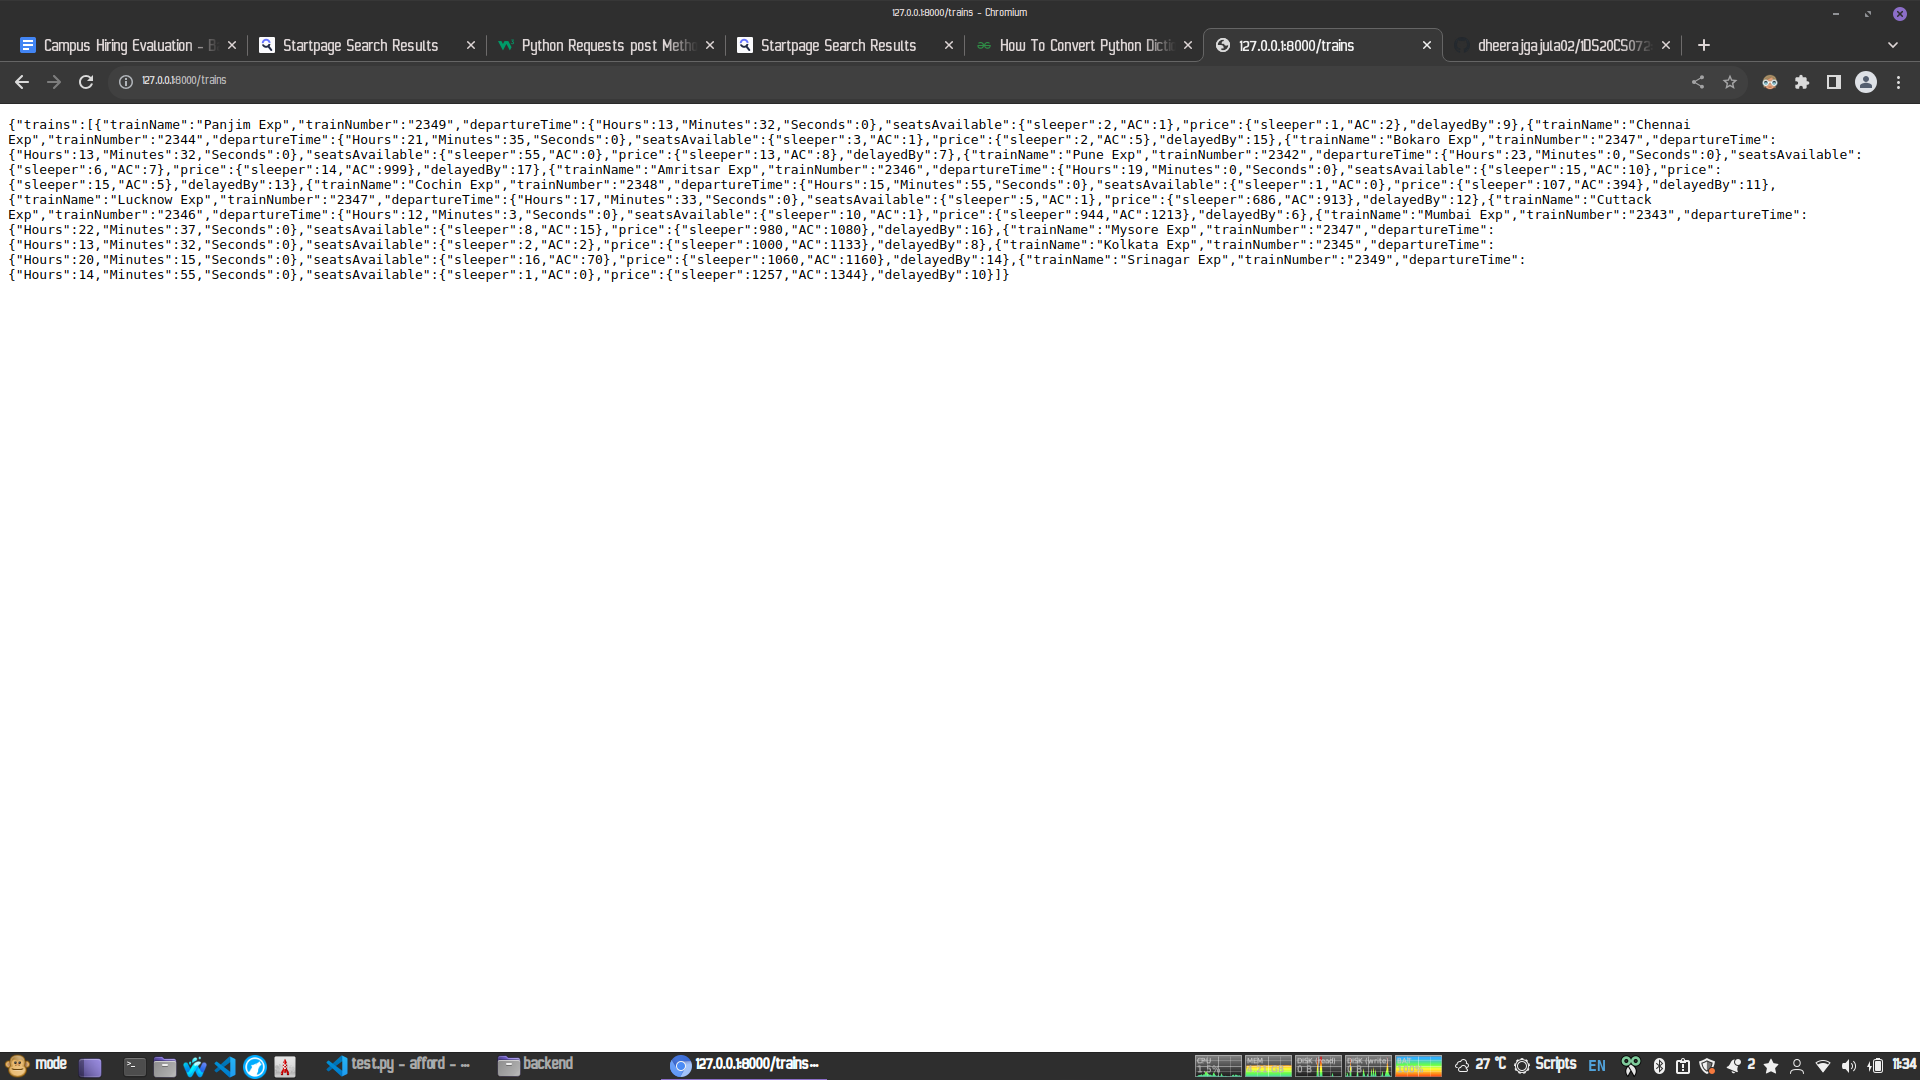 127.0.0.1:8000/trains - Chromium
Campus Hiring Evaluation - B
Startpage Search Results
Python Requests post Metho
Startpage Search Results
How To Convert Python Dictio
127.0.0.1:8000/trains
dheerajgajula02/1DS20CS072
127.0.0.1:8000/trains
{"trains":[{"trainName":"Panjim Exp","trainNumber":"2349","departureTime":{"Hours":13,"Minutes":32,"Seconds":0},"seatsAvailable":{"sleeper":2,"AC":1},"price":{"sleeper":1,"AC":2},"delayedBy":9},{"trainName":"Chennai
Exp","trainNumber":"2344","departureTime":{"Hours":21,"Minutes":35,"Seconds":0},"seatsAvailable":{"sleeper":3,"AC":1},"price":{"sleeper":2,"AC":5},"delayedBy":15},{"trainName":"Bokaro Exp","trainNumber":"2347","departureTime":
{"Hours":13,"Minutes":32,"Seconds":0},"seatsAvailable":{"sleeper":55,"AC":0},"price":{"sleeper":13,"AC":8},"delayedBy":7},{"trainName":"Pune Exp","trainNumber":"2342","departureTime":{"Hours":23,"Minutes":0,"Seconds":0},"seatsAvailable":
{"sleeper":6,"AC":7},"price":{"sleeper":14,"AC":999},"delayedBy":17},{"trainName":"Amritsar Exp","trainNumber":"2346","departureTime":{"Hours":19,"Minutes":0,"Seconds":0},"seatsAvailable":{"sleeper":15,"AC":10},"price":
{"sleeper":15,"AC":5},"delayedBy":13},{"trainName":"Cochin Exp","trainNumber":"2348","departureTime":{"Hours":15,"Minutes":55,"Seconds":0},"seatsAvailable":{"sleeper":1,"AC":0},"price":{"sleeper":107,"AC":394},"delayedBy":11},
{"trainName":"Lucknow Exp","trainNumber":"2347","departureTime":{"Hours":17,"Minutes":33,"Seconds":0},"seatsAvailable":{"sleeper":5,"AC":1},"price":{"sleeper":686,"AC":913},"delayedBy":12},{"trainName":"Cuttack
Exp","trainNumber":"2346","departureTime":{"Hours":12,"Minutes":3,"Seconds":0},"seatsAvailable":{"sleeper":10,"AC":1},"price":{"sleeper":944,"AC":1213},"delayedBy":6},{"trainName":"Mumbai Exp","trainNumber":"2343","departureTime":
{"Hours":22,"Minutes":37,"Seconds":0},"seatsAvailable":{"sleeper":8,"AC":15},"price":{"sleeper":980,"AC":1080},"delayedBy":16},{"trainName":"Mysore Exp","trainNumber":"2347","departureTime":
{"Hours":13,"Minutes":32,"Seconds":0},"seatsAvailable":{"sleeper":2,"AC":2},"price":{"sleeper":1000,"AC":1133},"delayedBy":8},{"trainName":"Kolkata Exp","trainNumber":"2345","departureTime":
{"Hours":20,"Minutes":15,"Seconds":0},"seatsAvailable":{"sleeper":16,"AC":70},"price":{"sleeper":1060,"AC":1160},"delayedBy":14},{"trainName":"Srinagar Exp","trainNumber":"2349","departureTime":
{"Hours":14,"Minutes":55,"Seconds":0},"seatsAvailable":{"sleeper":1,"AC":0},"price":{"sleeper":1257,"AC":1344},"delayedBy":10}]}
mode
test.py - afford - ...
backend
127.0.0.1:8000/trains...
CPU
1.5%
MEM
DISK (read)
0 B
DISK (write)
0 B
27 °C
Scripts
EN
2
11:34